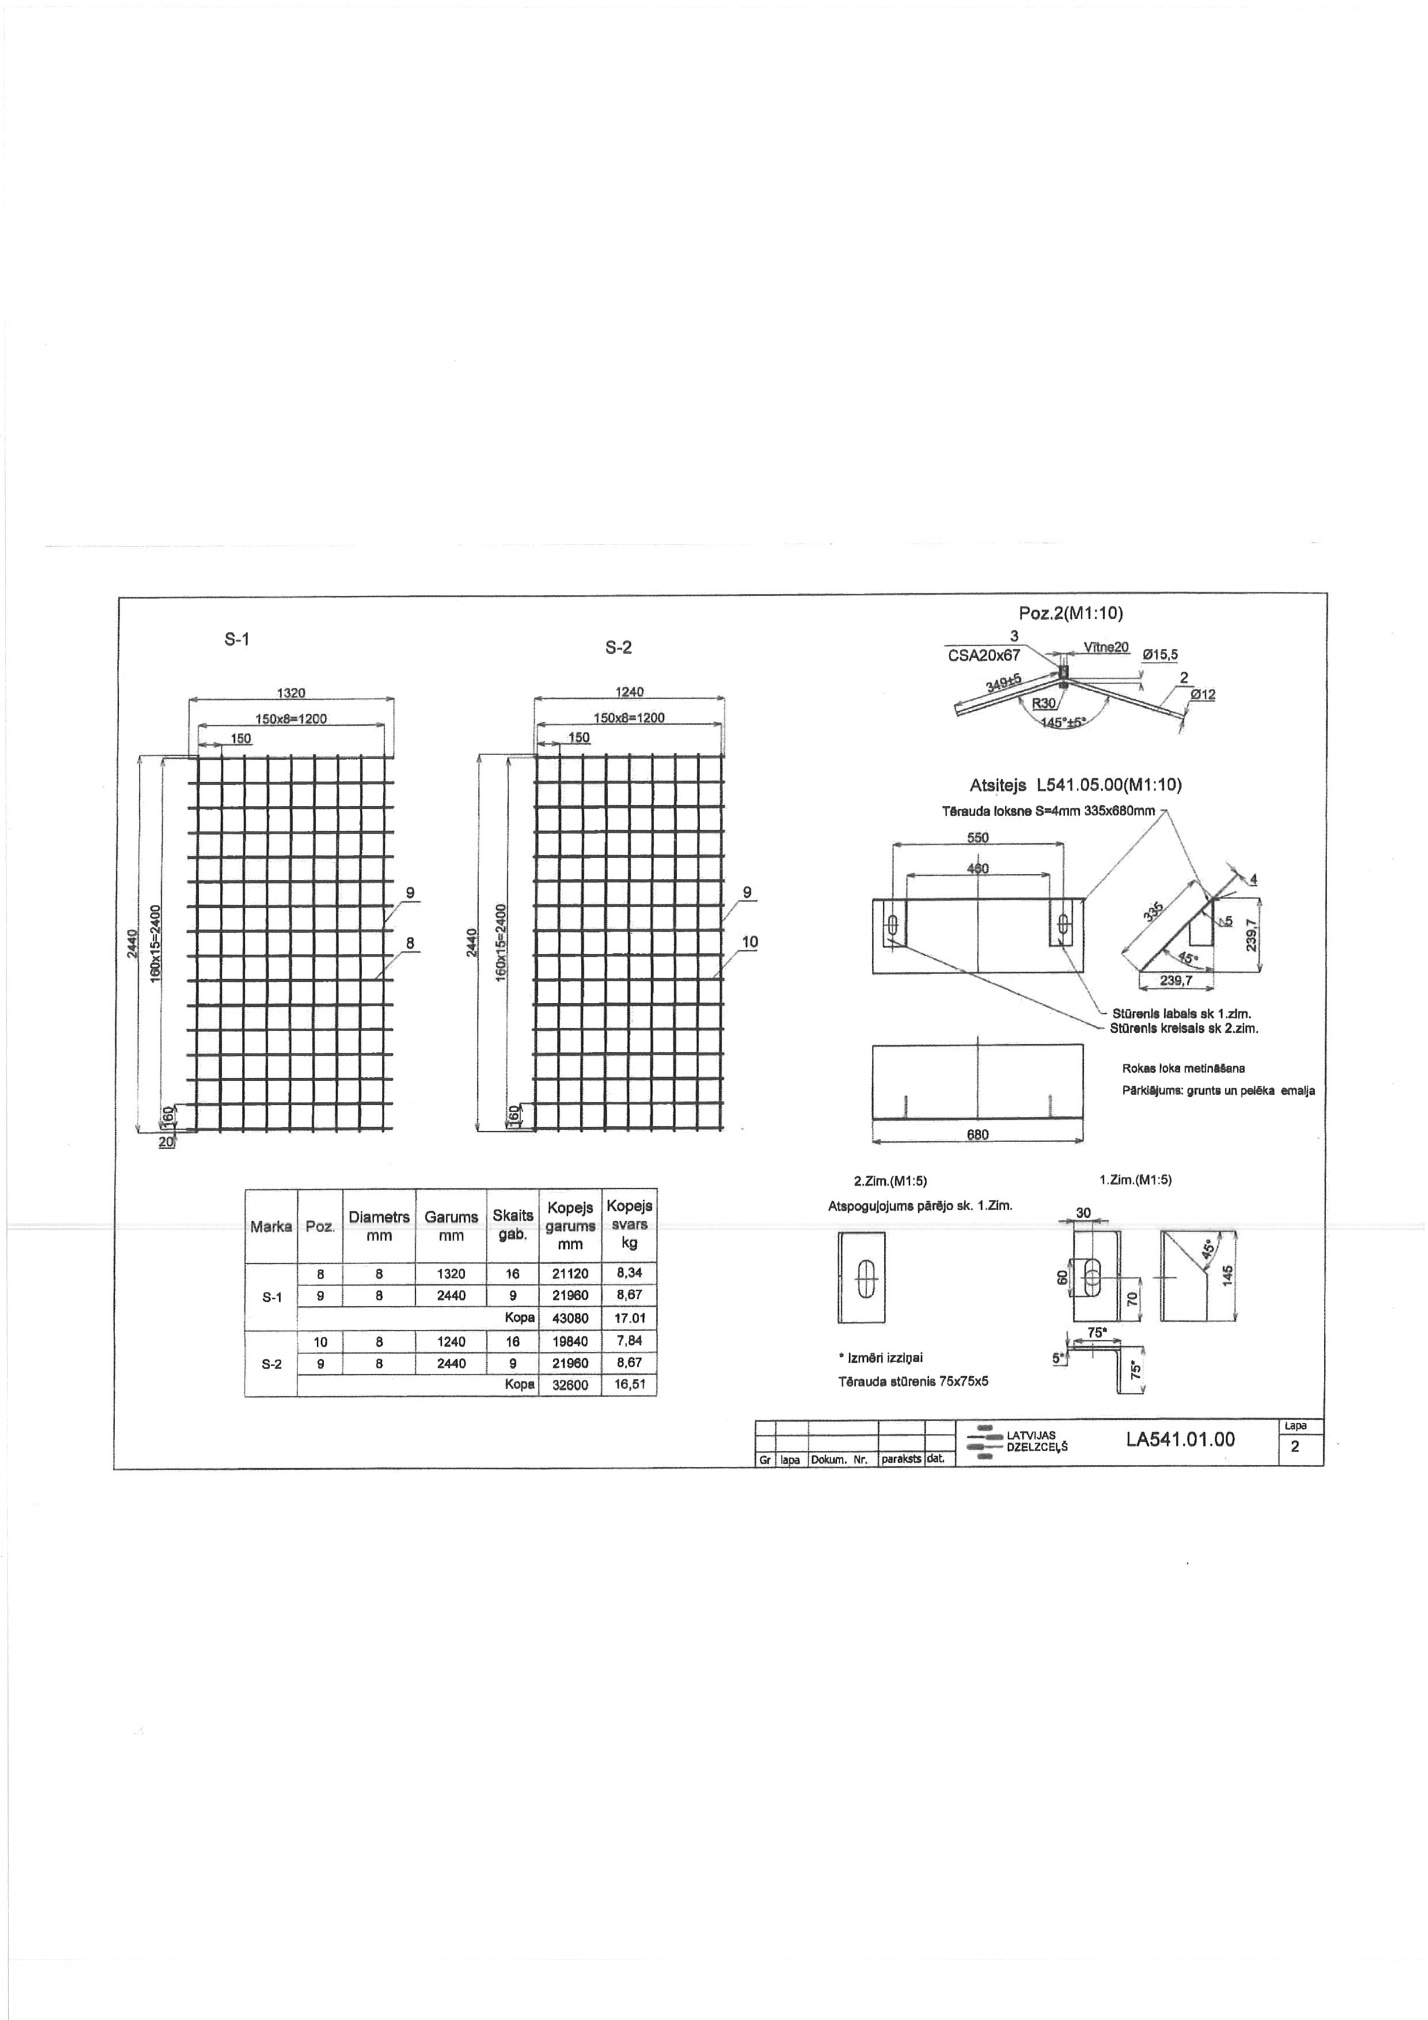 S-1
1320
150x8=1200
150
2440
160x15=2400
160
20
9
8
S-2
1240
150x8=1200
150
2440
160x15=2400
160
9
10
Poz.2(M1:10)
3
CSA20x67
Vītne20
Ø15,5
349±5
2
Ø12
R30
145°±5°
Atsitejs L541.05.00(M1:10)
Tērauda loksne S=4mm 335x680mm
550
460
335
4
5
45°
239,7
239,7
Stūrenis labais sk 1.zim.
Stūrenis kreisais sk 2.zim.
Rokas loka metināšana
Pārklājums: grunts un pelēka emalja
680
2.Zim.(M1:5)
Atspoguļojums pārējo sk. 1.Zim.
1.Zim.(M1:5)
30
60
70
45°
145
75*
5*
75*
* Izmēri izziņai
Tērauda stūrenis 75x75x5
Marka Poz. Diametrs mm Garums mm Skaits gab. Kopejs garums mm Kopejs svars kg
S-1 8 8 1320 16 21120 8,34
9 8 2440 9 21960 8,67
Kopa 43080 17.01
S-2 10 8 1240 16 19840 7,84
9 8 2440 9 21960 8,67
Kopa 32600 16,51
Gr lapa Dokum. Nr. paraksts dat.
LATVIJAS
DZELZCEĻŠ
LA541.01.00
Lapa
2